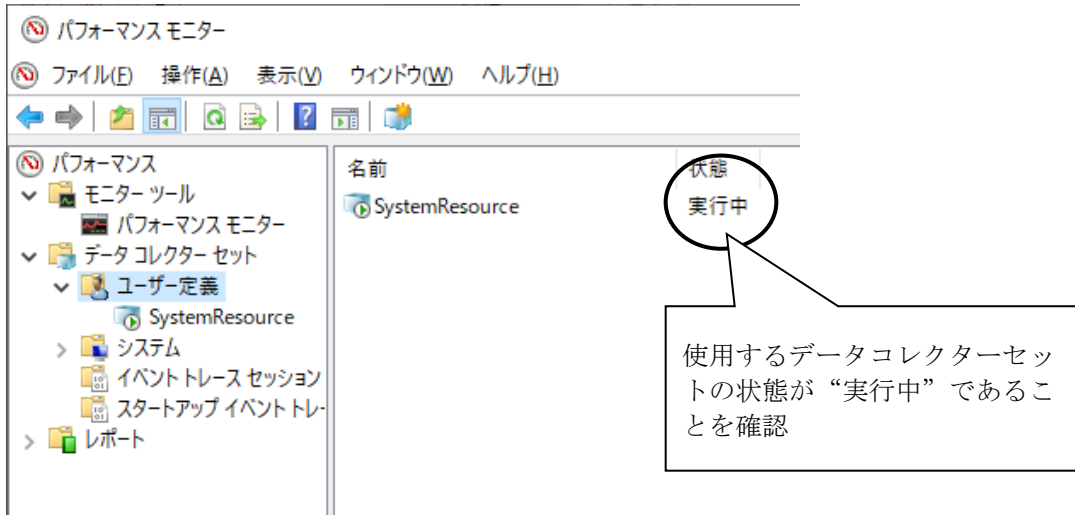 パフォーマンス モニター
ファイル(F) 操作(A) 表示(V) ウィンドウ(W) ヘルプ(H)
パフォーマンス
モニター ツール
パフォーマンス モニター
データ コレクター セット
ユーザー定義
SystemResource
システム
イベント トレース セッション
スタートアップ イベント トレ
レポート
名前 状態
SystemResource 実行中
使用するデータコレクターセッ
トの状態が“実行中”であるこ
とを確認